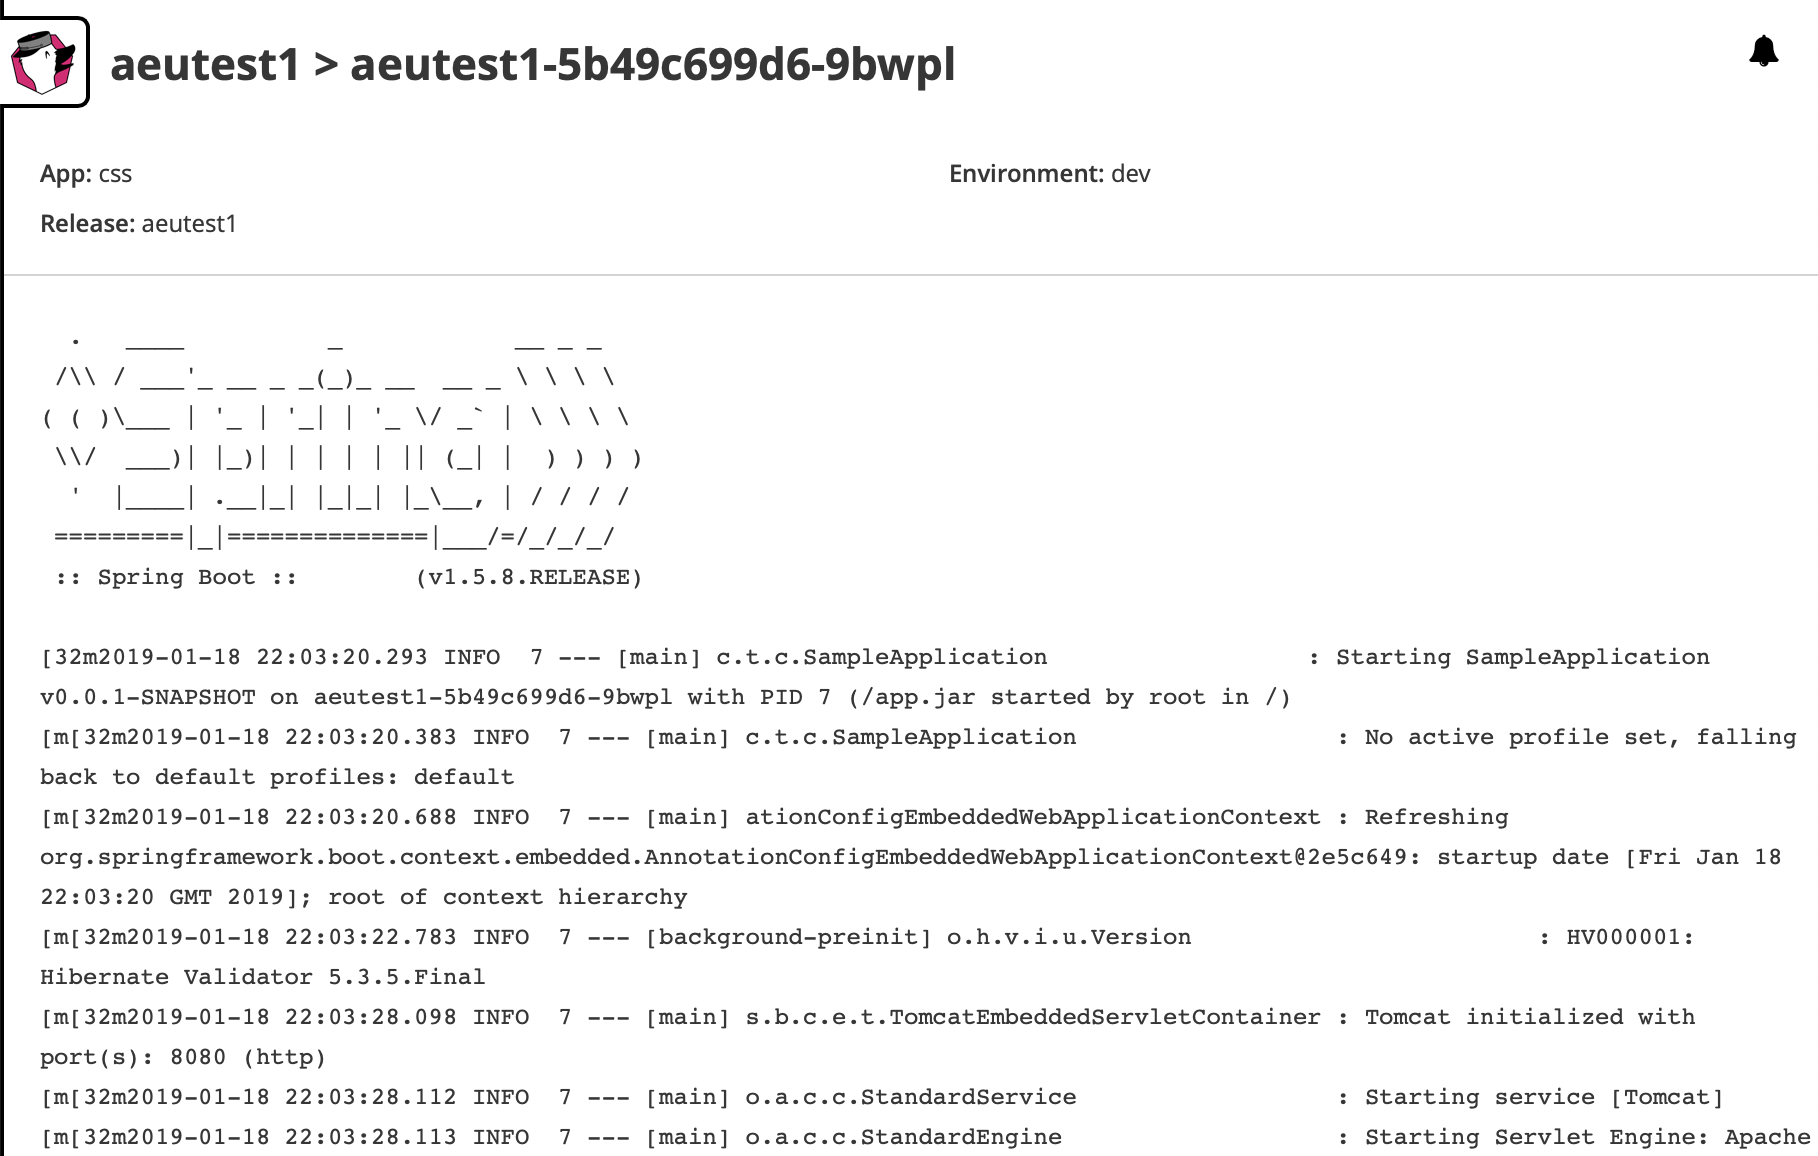 aeutest1 > aeutest1-5b49c699d6-9bwpl
App: css
Environment: dev
Release: aeutest1
  .   ____          _            __ _ _
 /\\ / ___'_ __ _ _(_)_ __  __ _ \ \ \ \
( ( )\___ | '_ | '_| | '_ \/ _` | \ \ \ \
 \\/  ___)| |_)| | | | | || (_| |  ) ) ) )
  '  |____| .__|_| |_|_| |_\__, | / / / /
 =========|_|==============|___/=/_/_/_/
 :: Spring Boot ::        (v1.5.8.RELEASE)
[32m2019-01-18 22:03:20.293 INFO  7 --- [main] c.t.c.SampleApplication                  : Starting SampleApplication
v0.0.1-SNAPSHOT on aeutest1-5b49c699d6-9bwpl with PID 7 (/app.jar started by root in /)
[m[32m2019-01-18 22:03:20.383 INFO  7 --- [main] c.t.c.SampleApplication                  : No active profile set, falling
back to default profiles: default
[m[32m2019-01-18 22:03:20.688 INFO  7 --- [main] ationConfigEmbeddedWebApplicationContext : Refreshing
org.springframework.boot.context.embedded.AnnotationConfigEmbeddedWebApplicationContext@2e5c649: startup date [Fri Jan 18
22:03:20 GMT 2019]; root of context hierarchy
[m[32m2019-01-18 22:03:22.783 INFO  7 --- [background-preinit] o.h.v.i.u.Version                        : HV000001:
Hibernate Validator 5.3.5.Final
[m[32m2019-01-18 22:03:28.098 INFO  7 --- [main] s.b.c.e.t.TomcatEmbeddedServletContainer : Tomcat initialized with
port(s): 8080 (http)
[m[32m2019-01-18 22:03:28.112 INFO  7 --- [main] o.a.c.c.StandardService                  : Starting service [Tomcat]
[m[32m2019-01-18 22:03:28.113 INFO  7 --- [main] o.a.c.c.StandardEngine                   : Starting Servlet Engine: Apache